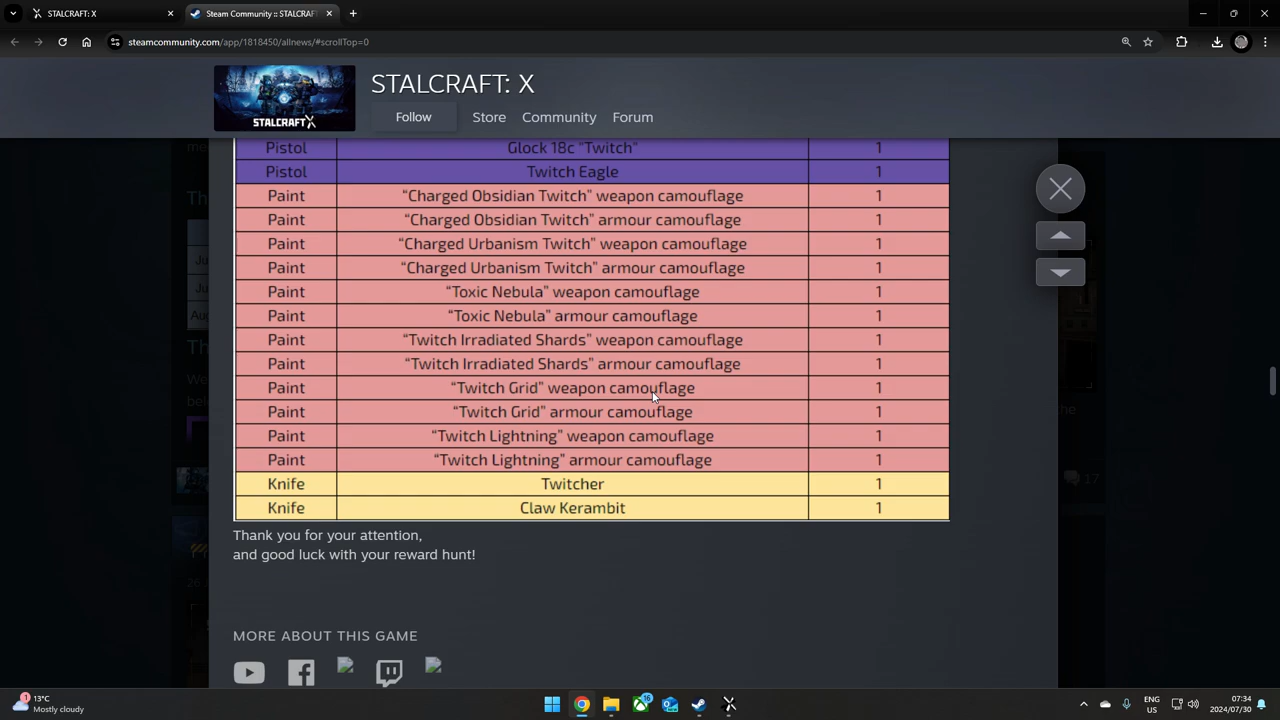 STALCRAFT: X
Steam Community :: STALCRAFT
steamcommunity.com/app/1818450/allnews/#scrollTop=0
STALCRAFT X
STALCRAFT: X
Follow Store Community Forum
Pistol Glock 18c "Twitch" 1
Pistol Twitch Eagle 1
Paint “Charged Obsidian Twitch” weapon camouflage 1
Paint “Charged Obsidian Twitch” armour camouflage 1
Paint “Charged Urbanism Twitch” weapon camouflage 1
Paint “Charged Urbanism Twitch” armour camouflage 1
Paint “Toxic Nebula” weapon camouflage 1
Paint “Toxic Nebula” armour camouflage 1
Paint “Twitch Irradiated Shards” weapon camouflage 1
Paint “Twitch Irradiated Shards” armour camouflage 1
Paint “Twitch Grid” weapon camouflage 1
Paint “Twitch Grid” armour camouflage 1
Paint “Twitch Lightning” weapon camouflage 1
Paint “Twitch Lightning” armour camouflage 1
Knife Twitcher 1
Knife Claw Kerambit 1
Thank you for your attention,
and good luck with your reward hunt!
MORE ABOUT THIS GAME
17
1
13°C
Mostly cloudy
16
ENG
US
07:34
2024/07/30